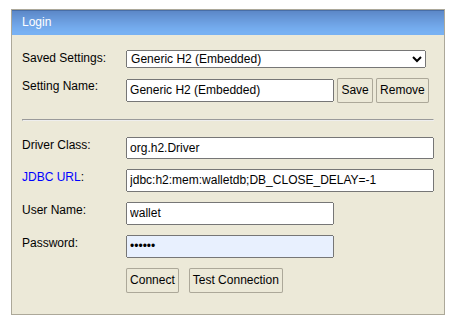 Login
Saved Settings: Generic H2 (Embedded)
Setting Name: Generic H2 (Embedded) Save Remove
Driver Class: org.h2.Driver
JDBC URL: jdbc:h2:mem:walletdb;DB_CLOSE_DELAY=-1
User Name: wallet
Password: ••••••
Connect Test Connection